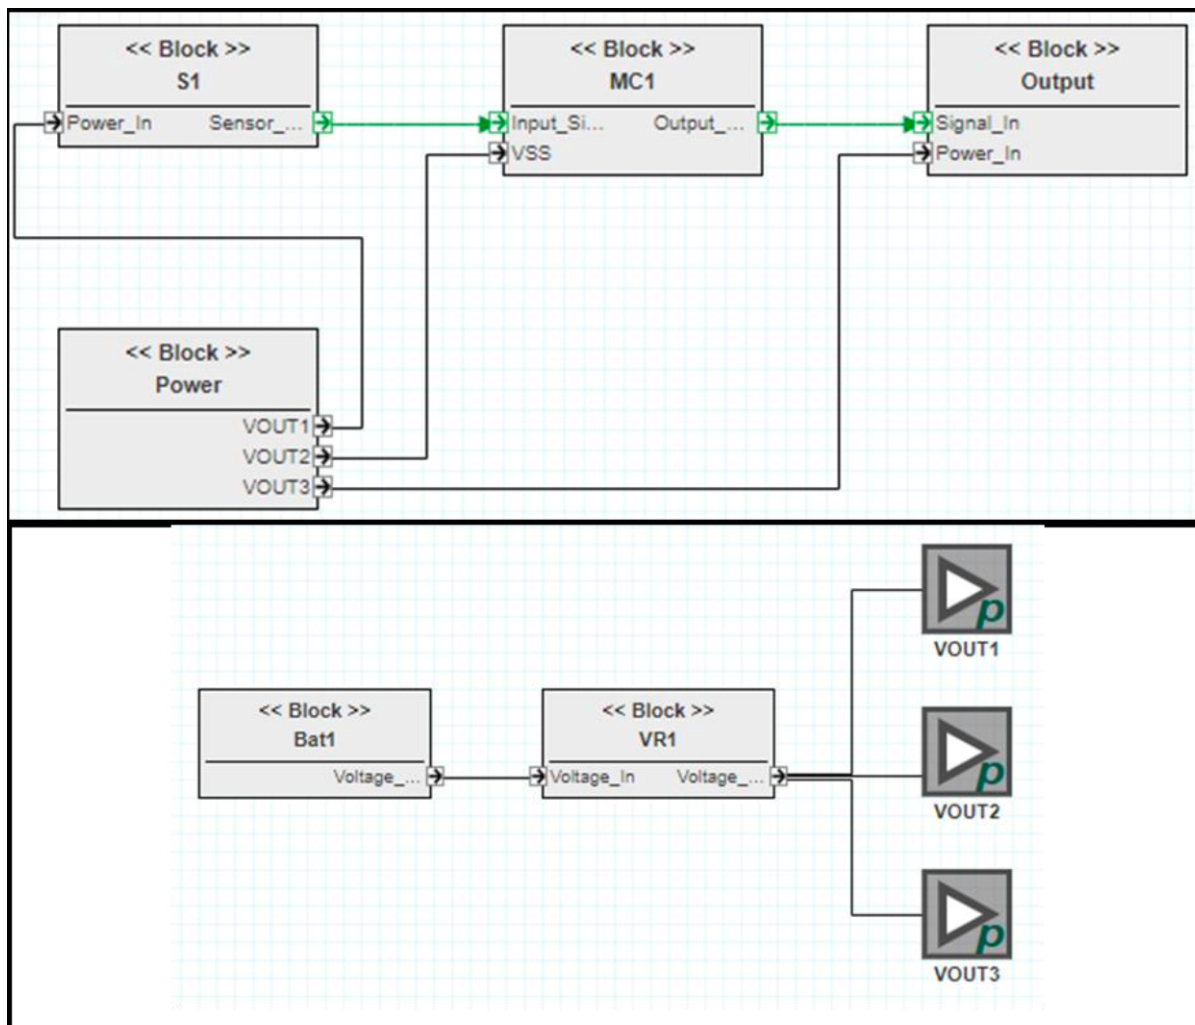 << Block >>
S1
Power_In Sensor_...
<< Block >>
MC1
Input_Si... Output_...
VSS
<< Block >>
Output
Signal_In
Power_In
<< Block >>
Power
VOUT1
VOUT2
VOUT3
<< Block >>
Bat1
Voltage_...
<< Block >>
VR1
Voltage_In Voltage_...
p
VOUT1
p
VOUT2
p
VOUT3